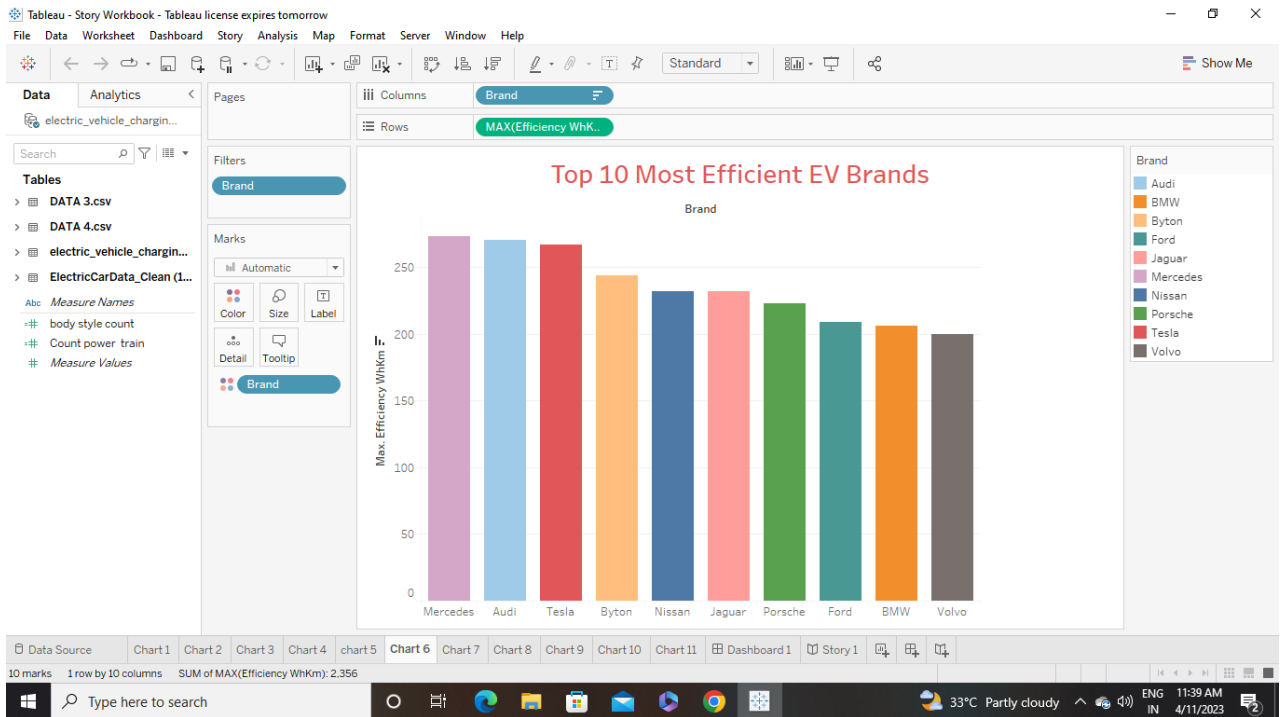 Tableau - Story Workbook - Tableau license expires tomorrow
File Data Worksheet Dashboard Story Analysis Map Format Server Window Help
Standard
Show Me
Data Analytics
electric_vehicle_chargin...
Search
Tables
DATA 3.csv
DATA 4.csv
electric_vehicle_chargin...
ElectricCarData_Clean (1...
Abc Measure Names
=# body style count
=# Count power train
# Measure Values
Pages
Filters
Brand
Marks
Automatic
Color Size Label
Detail Tooltip
Brand
Columns Brand
Rows MAX(Efficiency WhK..
Top 10 Most Efficient EV Brands
Brand
Max. Efficiency WhKm
250
200
150
100
50
0
Mercedes Audi Tesla Byton Nissan Jaguar Porsche Ford BMW Volvo
Brand
Audi
BMW
Byton
Ford
Jaguar
Mercedes
Nissan
Porsche
Tesla
Volvo
Data Source Chart 1 Chart 2 Chart 3 Chart 4 chart 5 Chart 6 Chart 7 Chart 8 Chart 9 Chart 10 Chart 11 Dashboard 1 Story 1
10 marks 1 row by 10 columns SUM of MAX(Efficiency WhKm): 2,356
Type here to search
33°C Partly cloudy
ENG
IN
11:39 AM
4/11/2023
2